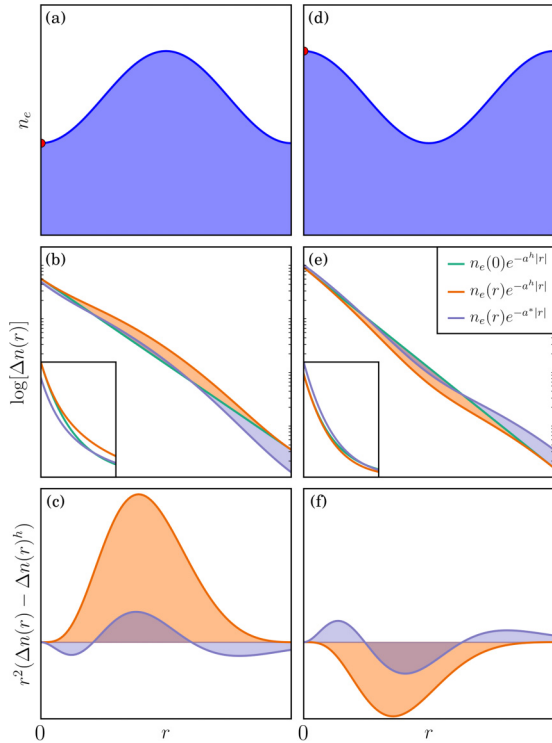 (a)
(d)
n_e
(b)
(e)
n_e(0)e^{-a^h|r|}
n_e(r)e^{-a^h|r|}
n_e(r)e^{-a^*|r|}
log[Δn(r)]
(c)
(f)
r^2(Δn(r) − Δn(r)^h)
0
r
0
r